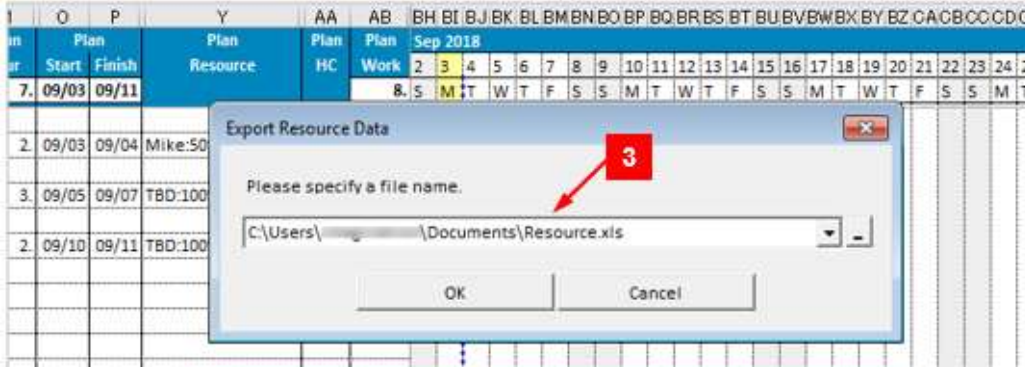 O P Y AA AB BH BI BJ BK BL BM BN BO BP BQ BR BS BT BU BV BW BX BY BZ CA CB CC CD
Plan Plan Plan Plan Sep 2018
Start Finish Resource HC Work 2 3 4 5 6 7 8 9 10 11 12 13 14 15 16 17 18 19 20 21 22 23 24
7. 09/03 09/11 8. S M T W T F S S M T W T F S S M T W T F S S M
Export Resource Data
2. 09/03 09/04 Mike:50
3
Please specify a file name.
3. 09/05 09/07 TBD:100
C:\Users\ \Documents\Resource.xls
2. 09/10 09/11 TBD:100
OK Cancel